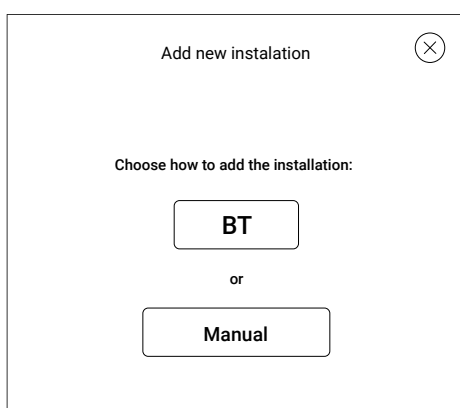 Add new instalation
Choose how to add the installation:
BT
or
Manual